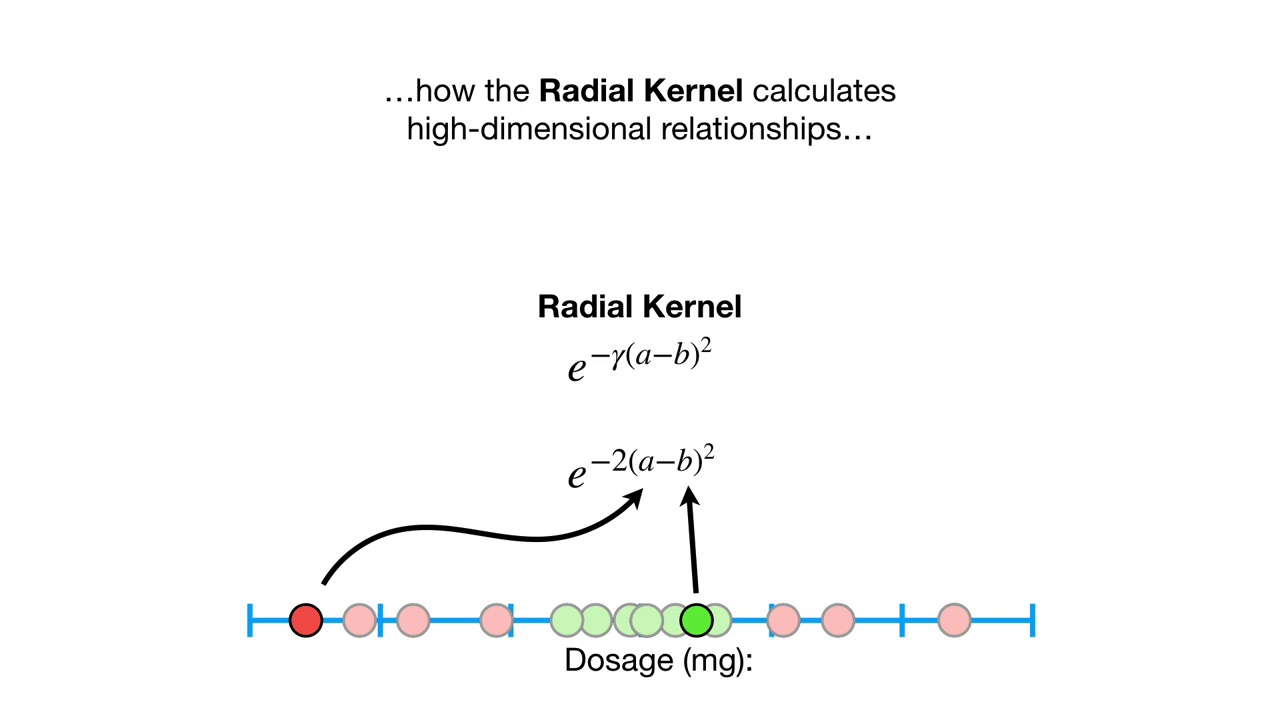 …how the Radial Kernel calculates
high-dimensional relationships…
Radial Kernel
e^{−γ(a−b)^2}
e^{−2(a−b)^2}
Dosage (mg):